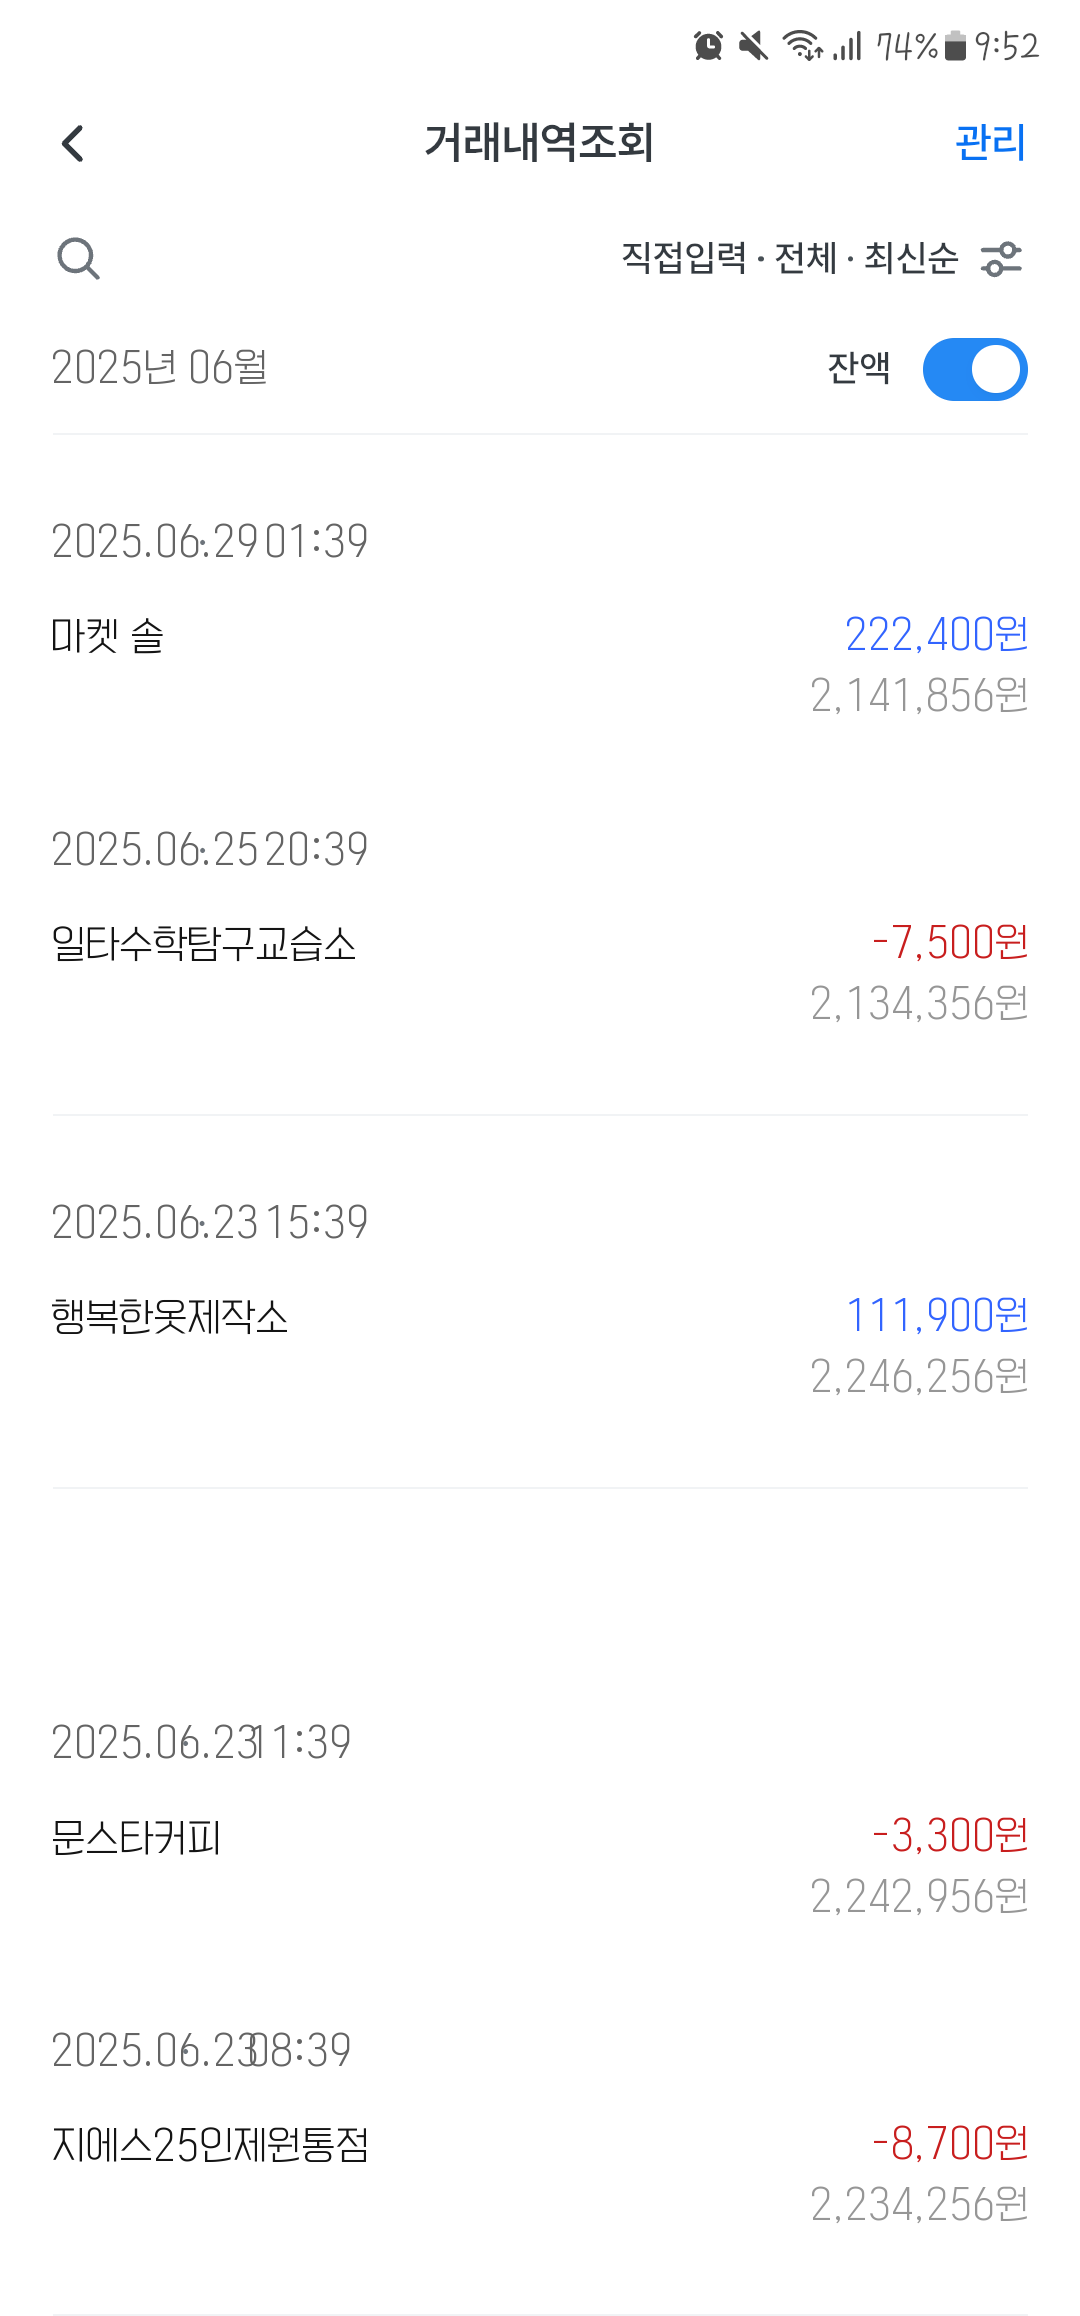 74% 9:52
거래내역조회 관리
직접입력 · 전체 · 최신순
2025년 06월 잔액
2025.06.29 01:39
마켓 솔 222,400원
2,141,856원
2025.06.25 20:39
일타수학탐구교습소 -7,500원
2,134,356원
2025.06.23 15:39
행복한옷제작소 111,900원
2,246,256원
2025.06.23 11:39
문스타커피 -3,300원
2,242,956원
2025.06.23 08:39
지에스25인제원통점 -8,700원
2,234,256원